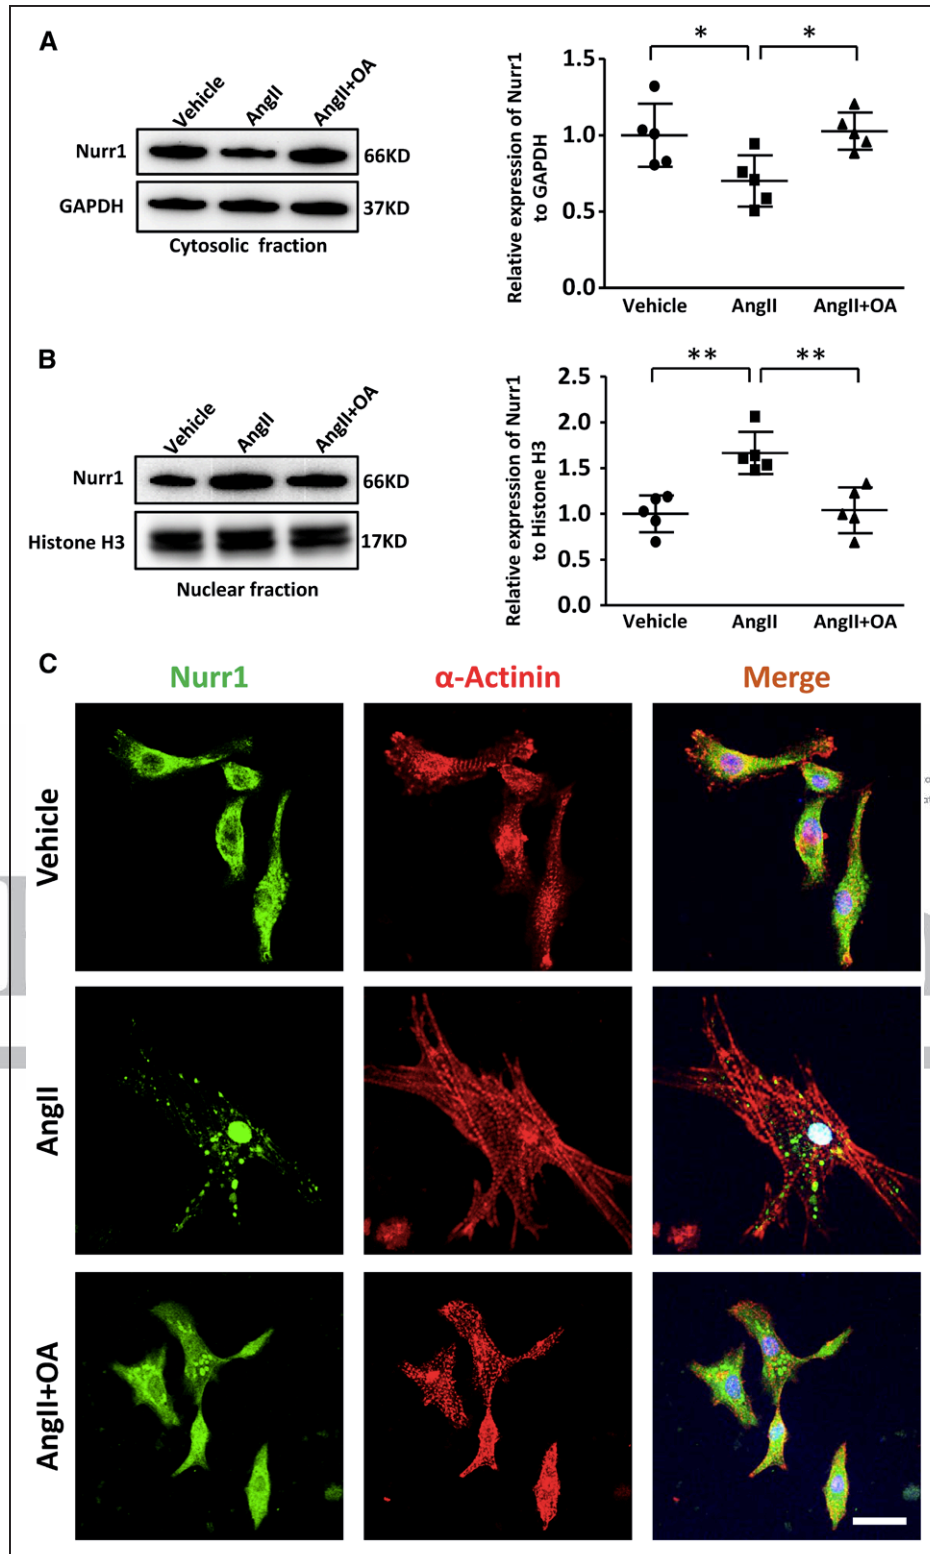 A
Vehicle
AngII
AngII+OA
Nurr1
66KD
GAPDH
37KD
Cytosolic fraction
Relative expression of Nurr1
to GAPDH
* *
1.5
1.0
0.5
0.0
Vehicle AngII AngII+OA
B
Vehicle
AngII
AngII+OA
Nurr1
66KD
Histone H3
17KD
Nuclear fraction
Relative expression of Nurr1
to Histone H3
** **
2.5
2.0
1.5
1.0
0.5
0.0
Vehicle AngII AngII+OA
C
Nurr1 α-Actinin Merge
Vehicle
AngII
AngII+OA